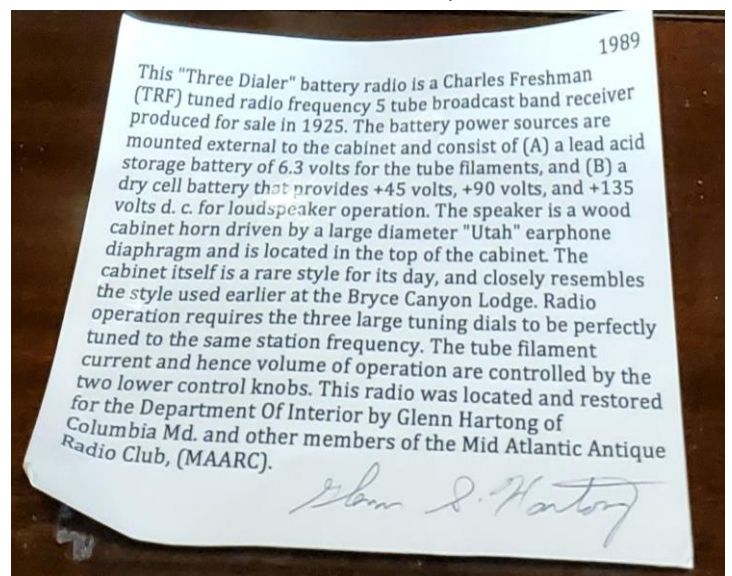 1989
This "Three Dialer" battery radio is a Charles Freshman
(TRF) tuned radio frequency 5 tube broadcast band receiver
produced for sale in 1925. The battery power sources are
mounted external to the cabinet and consist of (A) a lead acid
storage battery of 6.3 volts for the tube filaments, and (B) a
dry cell battery that provides +45 volts, +90 volts, and +135
volts d. c. for loudspeaker operation. The speaker is a wood
cabinet horn driven by a large diameter "Utah" earphone
diaphragm and is located in the top of the cabinet. The
cabinet itself is a rare style for its day, and closely resembles
the style used earlier at the Bryce Canyon Lodge. Radio
operation requires the three large tuning dials to be perfectly
tuned to the same station frequency. The tube filament
current and hence volume of operation are controlled by the
two lower control knobs. This radio was located and restored
for the Department Of Interior by Glenn Hartong of
Columbia Md. and other members of the Mid Atlantic Antique
Radio Club, (MAARC).
Glenn S. Hartong